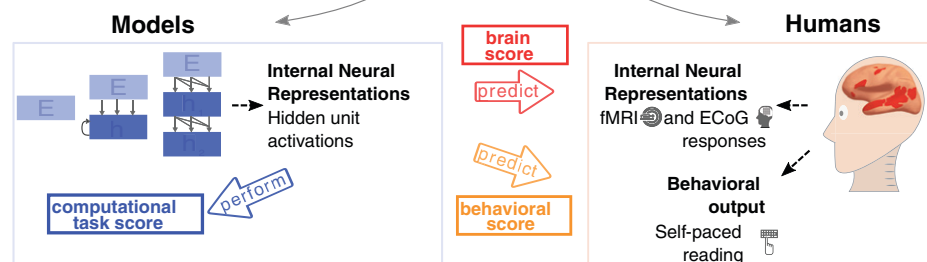 Models
Humans
brain
score
predict
E
E
h
E
h
h
Internal Neural
Representations
Hidden unit
activations
perform
computational
task score
predict
behavioral
score
Internal Neural
Representations
fMRI and ECoG
responses
Behavioral
output
Self-paced
reading